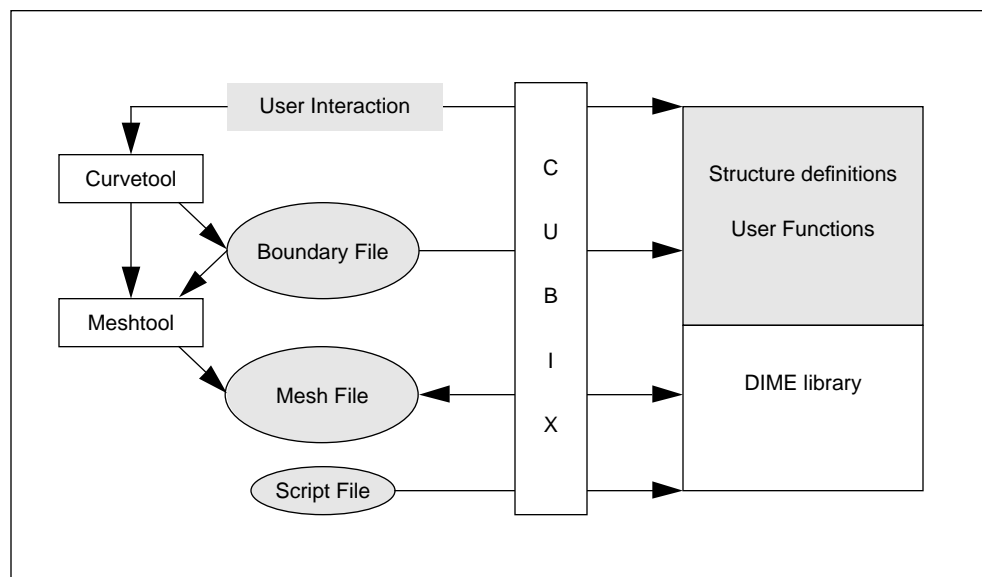 User Interaction
Curvetool
Boundary File
Meshtool
Mesh File
Script File
C
U
B
I
X
Structure definitions
User Functions
DIME library